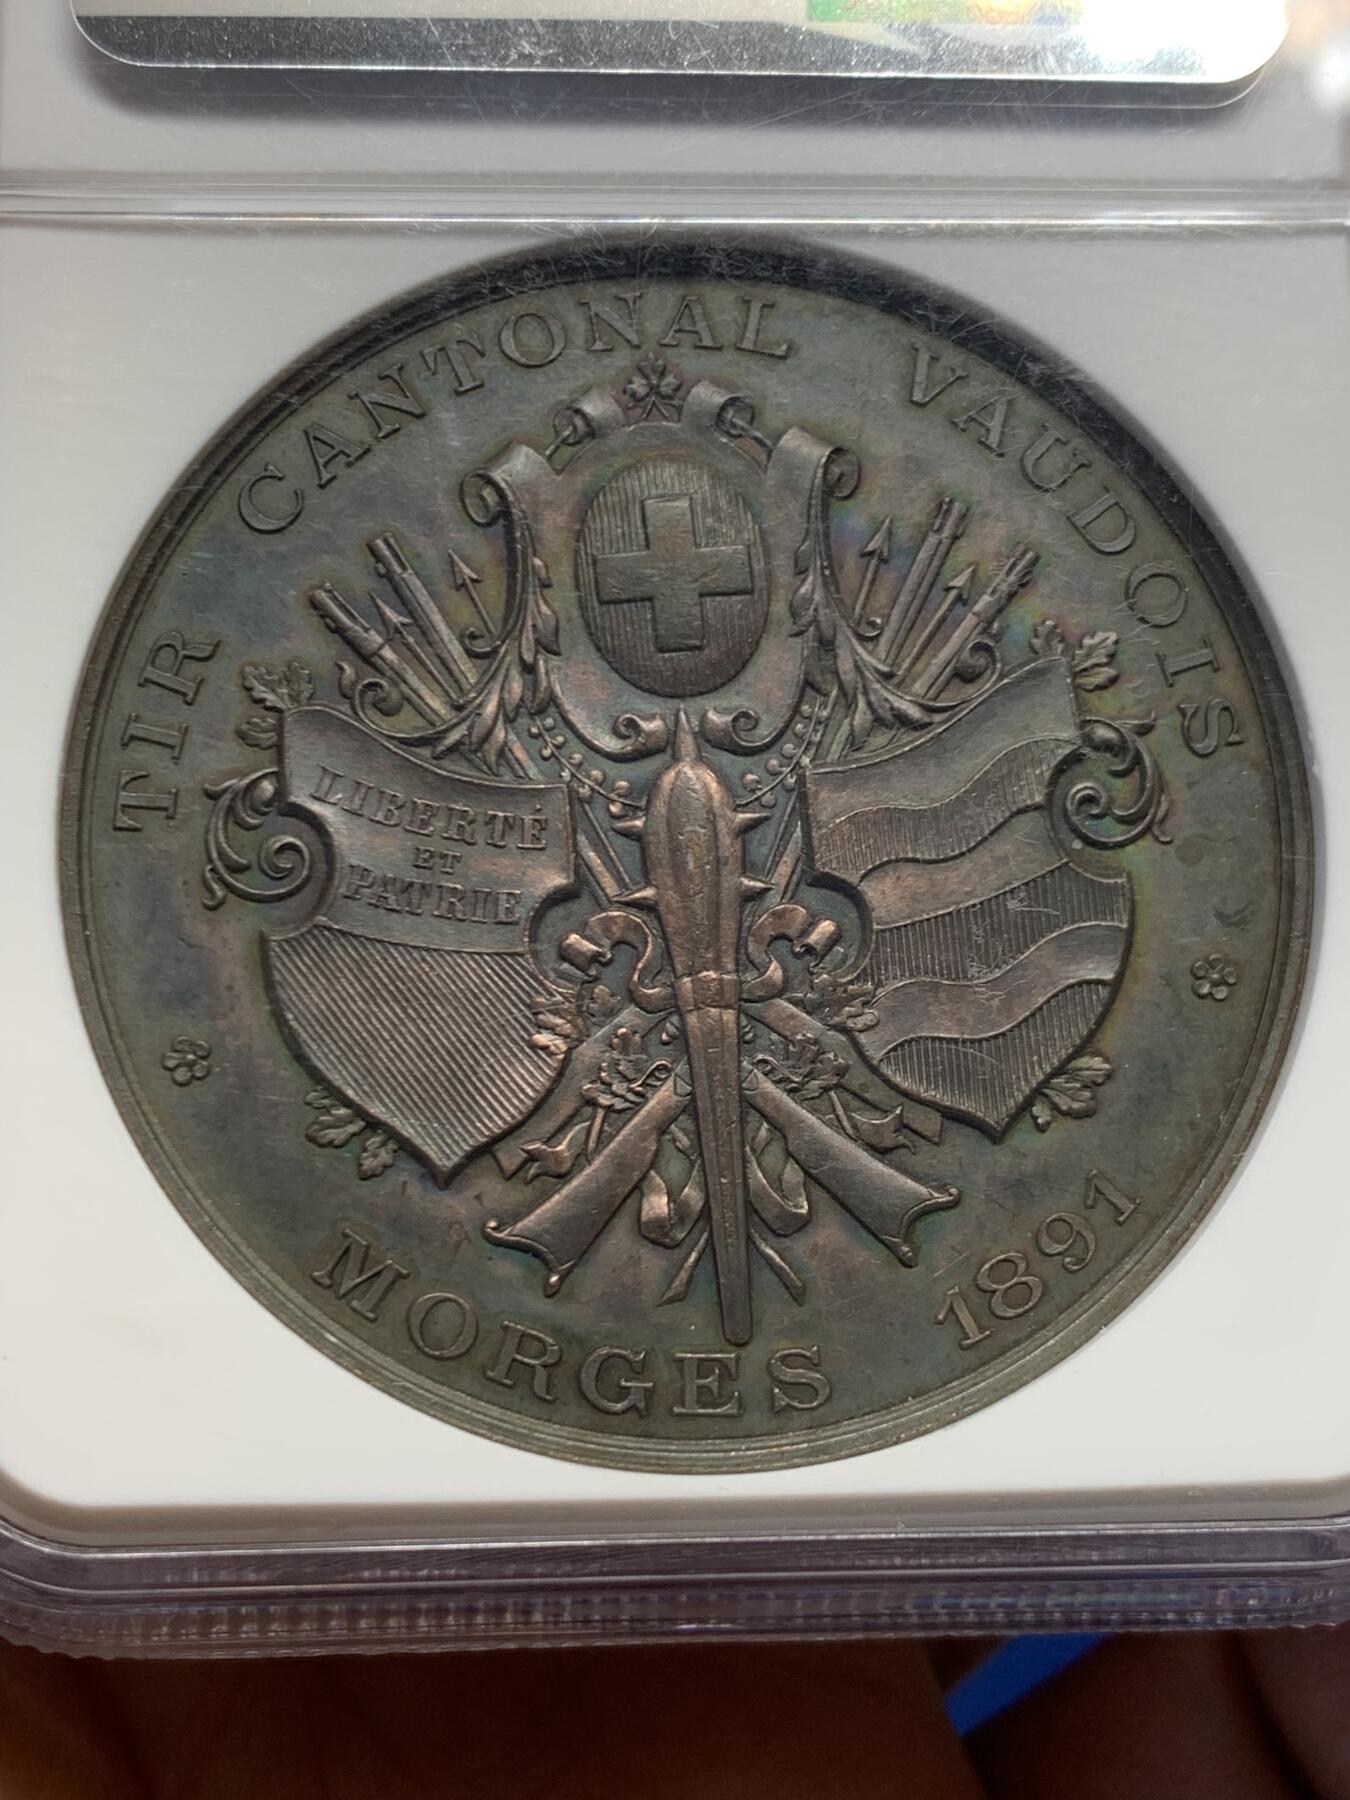 TIR CANTONAL VAUDOIS
LIBERTÉ
ET
PATRIE
MORGES 1891